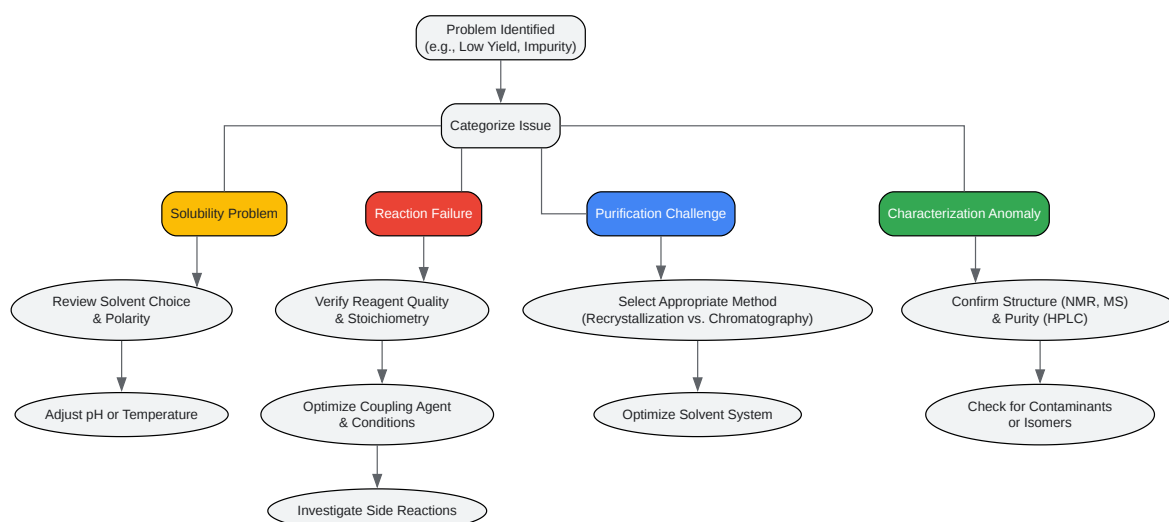 Problem Identified
(e.g., Low Yield, Impurity)
Categorize Issue
Solubility Problem
Reaction Failure
Purification Challenge
Characterization Anomaly
Review Solvent Choice
& Polarity
Verify Reagent Quality
& Stoichiometry
Select Appropriate Method
(Recrystallization vs. Chromatography)
Confirm Structure (NMR, MS)
& Purity (HPLC)
Adjust pH or Temperature
Optimize Coupling Agent
& Conditions
Optimize Solvent System
Check for Contaminants
or Isomers
Investigate Side Reactions